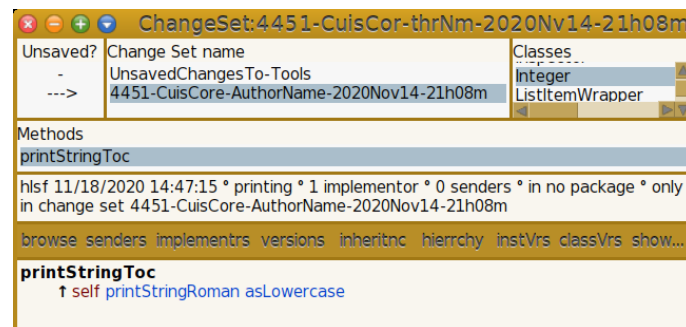 ChangeSet:4451-CuisCor-thrNm-2020Nv14-21h08m
Unsaved? Change Set name Classes
- UnsavedChangesTo-Tools Integer
---> 4451-CuisCore-AuthorName-2020Nov14-21h08m ListItemWrapper
Methods
printStringToc
hlsf 11/18/2020 14:47:15 ° printing ° 1 implementor ° 0 senders ° in no package ° only
in change set 4451-CuisCore-AuthorName-2020Nov14-21h08m
browse senders implementrs versions inheritnc hierrchy instVrs classVrs show...
printStringToc
↑ self printStringRoman asLowercase